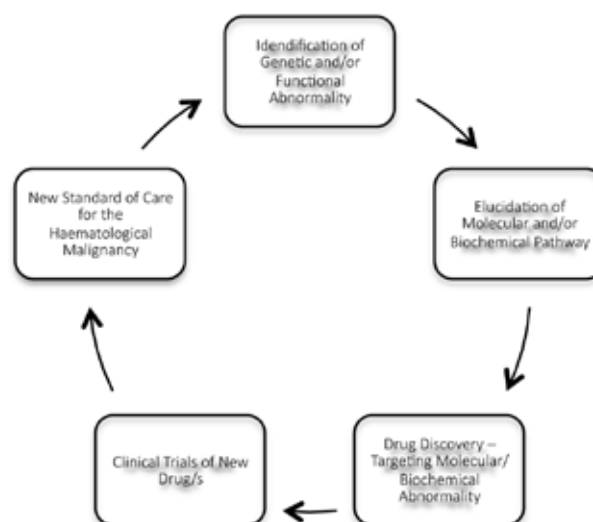 Idendification of
Genetic and/or
Functional
Abnormality
Elucidation of
Molecular and/or
Biochemical Pathway
Drug Discovery –
Targeting Molecular/
Biochemical
Abnormality
Clinical Trials of New
Drug/s
New Standard of Care
for the
Haematological
Malignancy